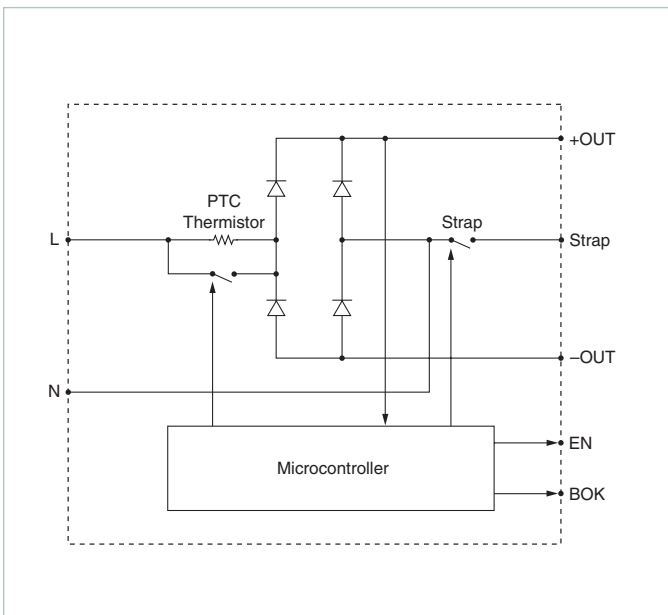 +OUT
PTC
Thermistor
Strap
L
Strap
–OUT
N
EN
Microcontroller
BOK